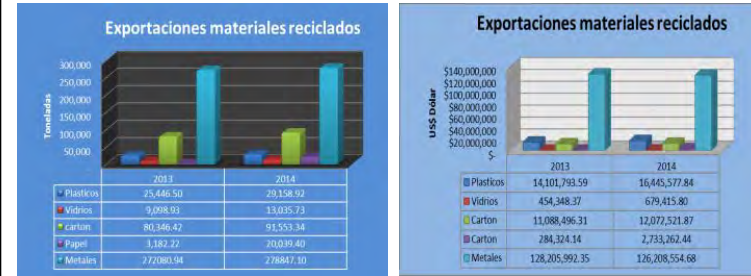 Exportaciones materiales reciclados
Toneladas
300,000
250,000
200,000
150,000
100,000
50,000
2013 2014
Plasticos 25,446.50 29,158.92
Vidrios 9,098.93 13,035.73
carton 80,346.42 91,553.34
Papel 3,182.22 20,039.40
Metales 272080.94 278847.10
Exportaciones materiales reciclados
US$ Dólar
$140,000,000
$120,000,000
$100,000,000
$80,000,000
$60,000,000
$40,000,000
$20,000,000
$-
2013 2014
Plasticos 14,101,793.59 16,445,577.84
Vidrios 454,348.37 679,415.80
Carton 11,088,496.31 12,072,521.87
Carton 284,324.14 2,733,262.44
Metales 128,205,992.35 126,208,554.68